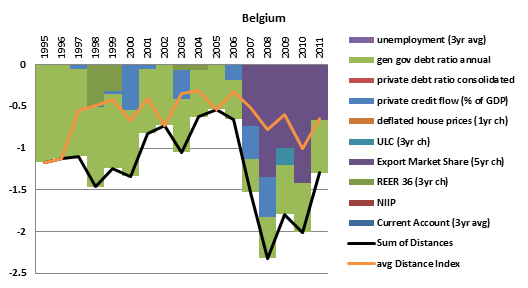 Belgium
1995 1996 1997 1998 1999 2000 2001 2002 2003 2004 2005 2006 2007 2008 2009 2010 2011
0
-0.5
-1
-1.5
-2
-2.5
unemployment (3yr avg)
gen gov debt ratio annual
private debt ratio consolidated
private credit flow (% of GDP)
deflated house prices (1yr ch)
ULC (3yr ch)
Export Market Share (5yr ch)
REER 36 (3yr ch)
NIIP
Current Account (3yr avg)
Sum of Distances
avg Distance Index